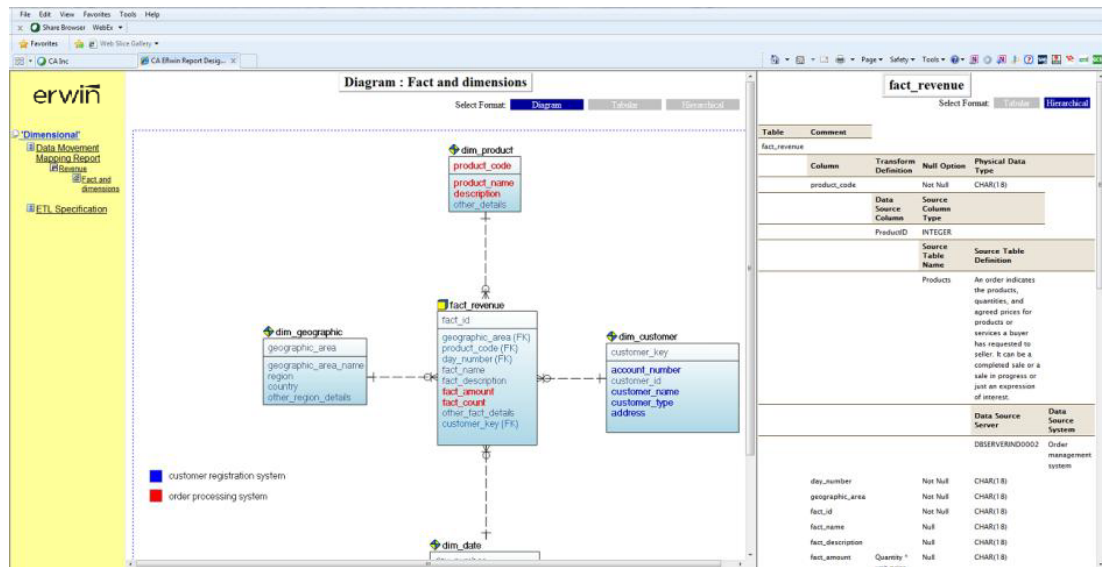 File Edit View Favorites Tools Help
x Share Browser WebEx
Favorites Web Slice Gallery
CA Inc CA ERwin Report Desig... X
Page Safety Tools
erwin
'Dimensional'
Data Movement
Mapping Report
Revenue
Fact and
dimensions
ETL Specification
Diagram : Fact and dimensions
Select Format: Diagram Tabular Hierarchical
dim_product
product_code
product_name
description
other_details
fact_revenue
fact_id
geographic_area (FK)
product_code (FK)
day_number (FK)
fact_name
fact_description
fact_amount
fact_count
other_fact_details
customer_key (FK)
dim_geographic
geographic_area
geographic_area_name
region
country
other_region_details
dim_customer
customer_key
account_number
customer_id
customer_name
customer_type
address
customer registration system
order processing system
dim_date
fact_revenue
Select Format: Tabular Hierarchical
Table Comment
fact_revenue
Column Transform Definition Null Option Physical Data Type
product_code Not Null CHAR(18)
Data Source Column Source Column Type
ProductID INTEGER
Source Table Name Source Table Definition
Products An order indicates
the products,
quantities, and
agreed prices for
products or
services a buyer
has requested to
seller. It can be a
completed sale or a
sale in progress or
just an expression
of interest.
Data Source Server Data Source System
DBSERVERIND0002 Order management system
day_number Not Null CHAR(18)
geographic_area Not Null CHAR(18)
fact_id Not Null CHAR(18)
fact_name Null CHAR(18)
fact_description Null CHAR(18)
fact_amount Quantity * Null CHAR(18)